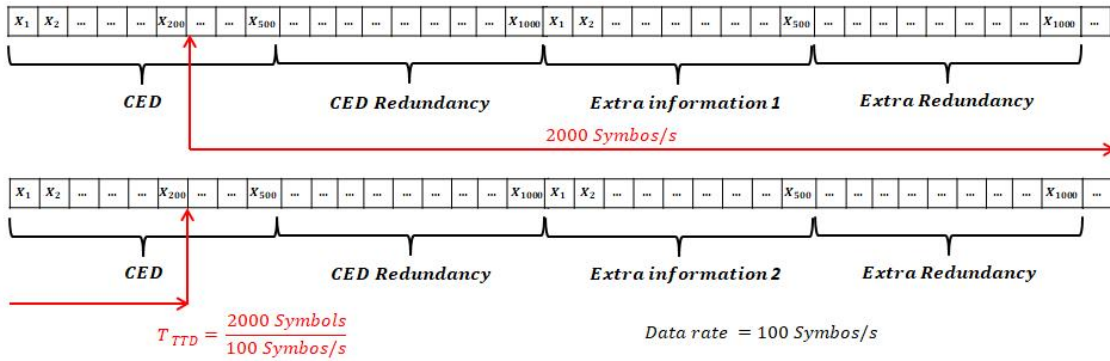 X₁ X₂ ... ... ... X₂₀₀ ... ... X₅₀₀ ... ... ... ... ... ... ... ... X₁₀₀₀ X₁ X₂ ... ... ... ... ... ... X₅₀₀ ... ... ... ... ... ... ... X₁₀₀₀ ...
CED CED Redundancy Extra information 1 Extra Redundancy
2000 Symbos/s
X₁ X₂ ... ... ... X₂₀₀ ... ... X₅₀₀ ... ... ... ... ... ... ... ... X₁₀₀₀ X₁ X₂ ... ... ... ... ... ... X₅₀₀ ... ... ... ... ... ... ... X₁₀₀₀ ...
CED CED Redundancy Extra information 2 Extra Redundancy
T_TTD = 2000 Symbols / 100 Symbos/s Data rate = 100 Symbos/s